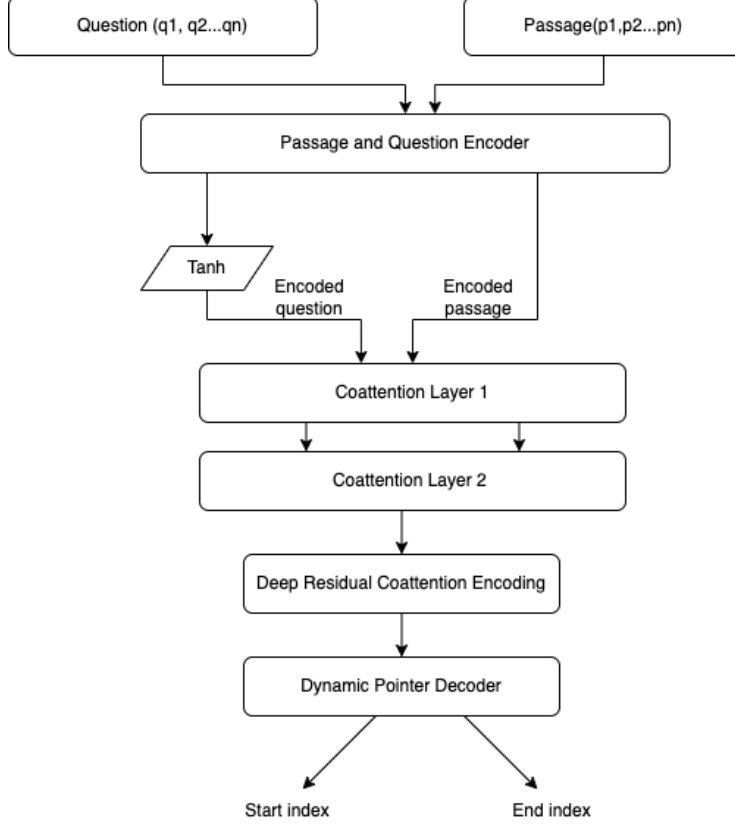 Question (q1, q2...qn)
Passage(p1,p2...pn)
Passage and Question Encoder
Tanh
Encoded
question
Encoded
passage
Coattention Layer 1
Coattention Layer 2
Deep Residual Coattention Encoding
Dynamic Pointer Decoder
Start index
End index